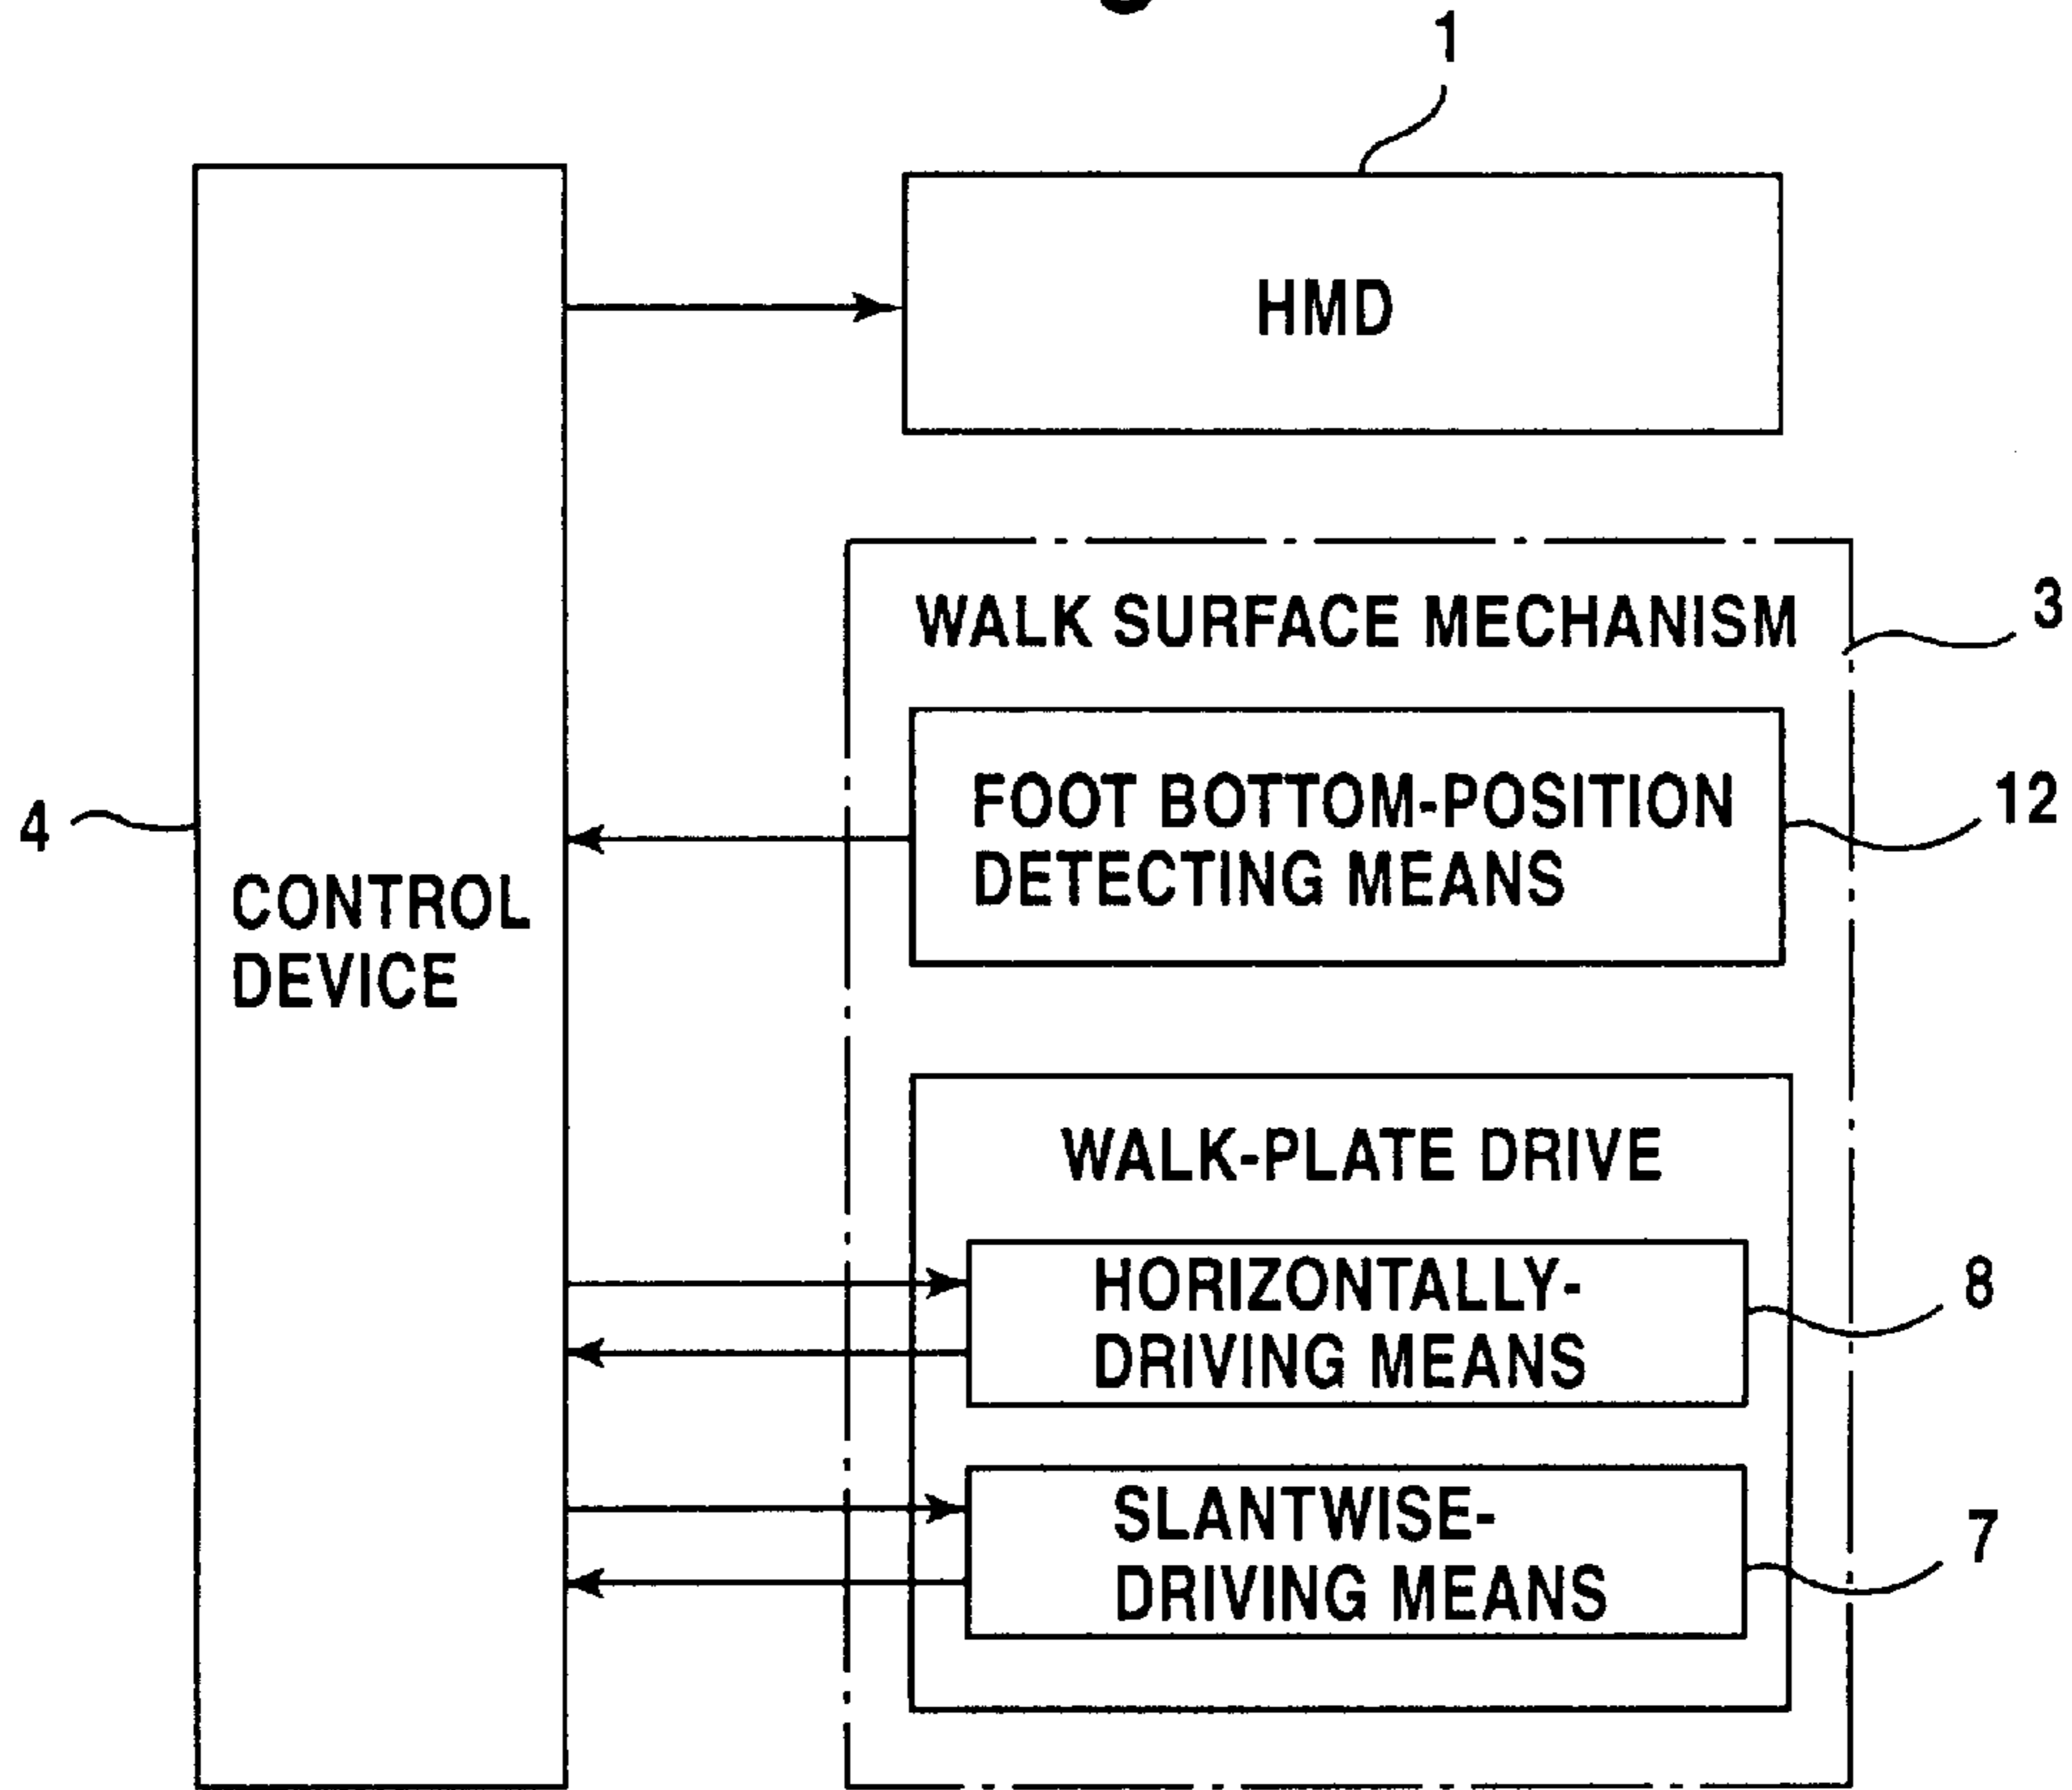 1
HMD
WALK SURFACE MECHANISM
3
FOOT BOTTOM-POSITION
DETECTING MEANS
12
4
CONTROL
DEVICE
WALK-PLATE DRIVE
HORIZONTALLY-
DRIVING MEANS
8
SLANTWISE-
DRIVING MEANS
7